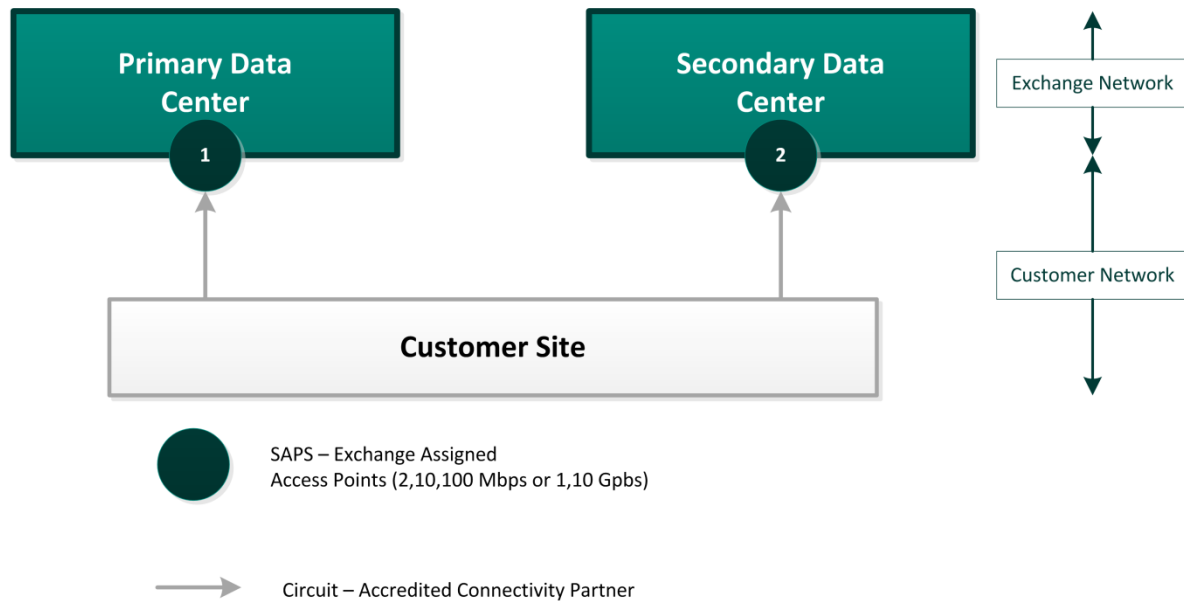 Primary Data
Center
Secondary Data
Center
Exchange Network
1
2
Customer Network
Customer Site
SAPS – Exchange Assigned
Access Points (2,10,100 Mbps or 1,10 Gpbs)
Circuit – Accredited Connectivity Partner